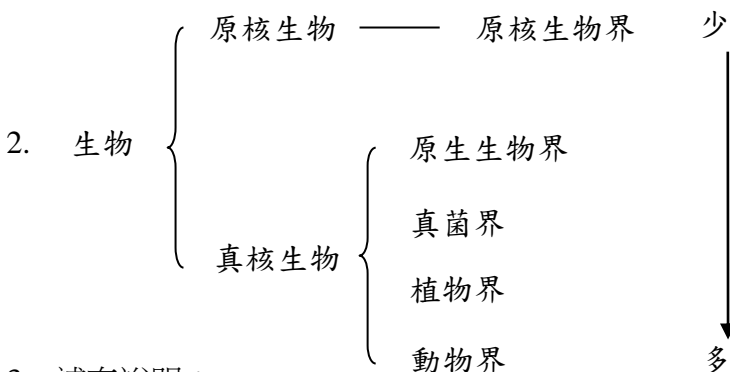 原核生物 原核生物界 少
2. 生物
原生生物界
真菌界
真核生物
植物界
動物界 多